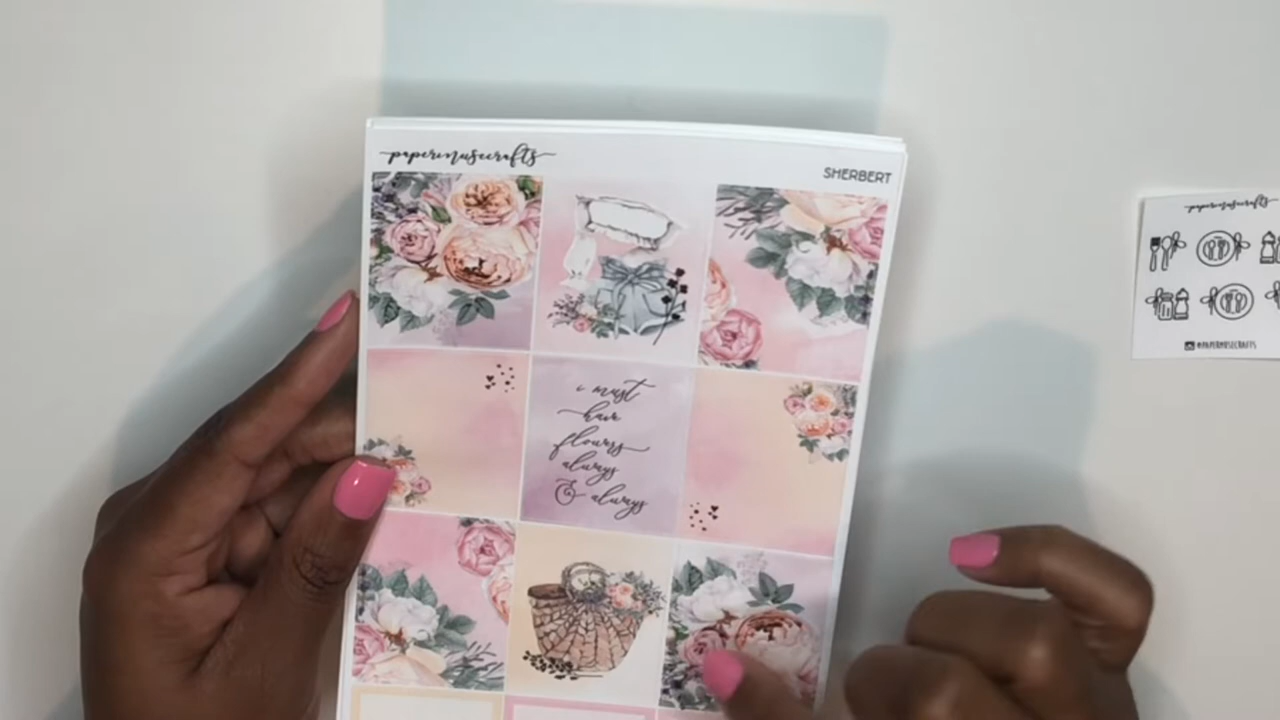 papermusecrafts
SHERBERT
i must
have
flowers
always
& always
papermusecrafts
@PAPERMUSECRAFTS